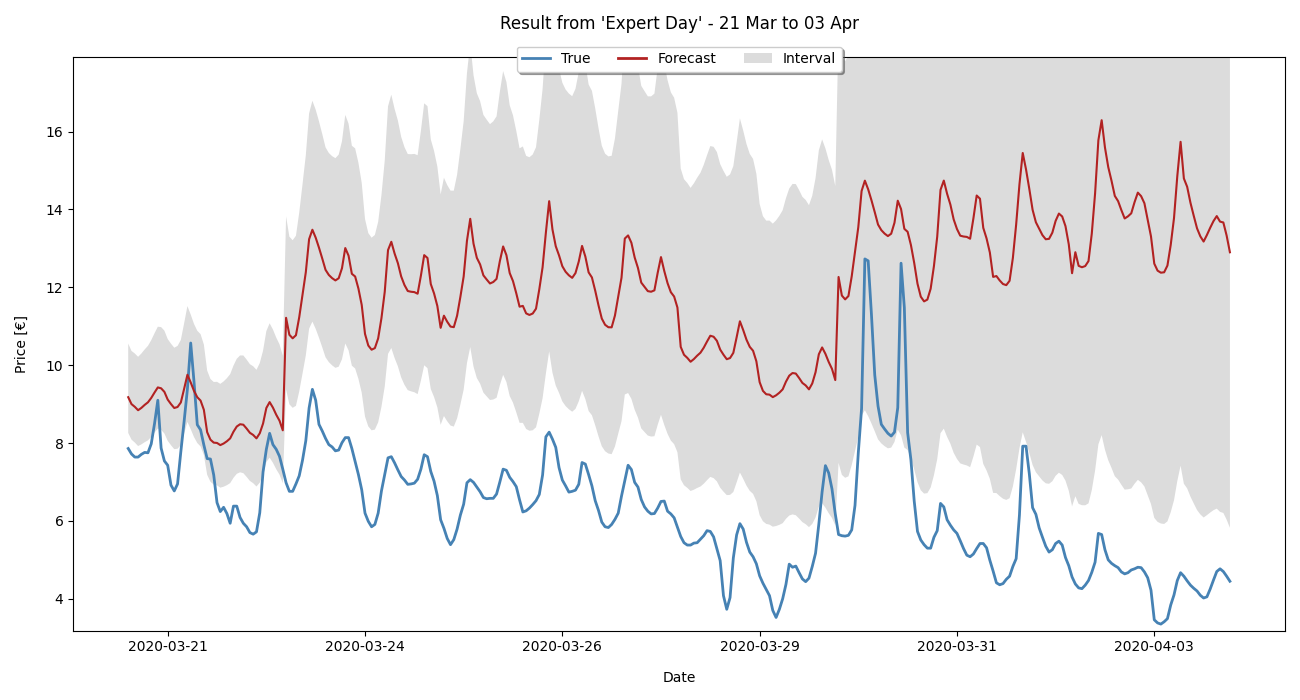 Result from 'Expert Day' - 21 Mar to 03 Apr
True Forecast Interval
Price [€]
16
14
12
10
8
6
4
2020-03-21 2020-03-24 2020-03-26 2020-03-29 2020-03-31 2020-04-03
Date